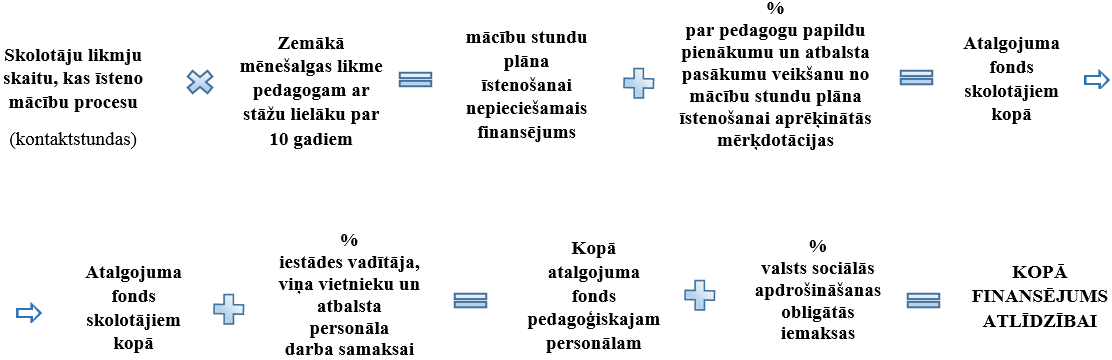 Skolotāju likmju
skaitu, kas īsteno
mācību procesu
(kontaktstundas)
Zemākā
mēnešalgas likme
pedagogam ar
stāžu lielāku par
10 gadiem
mācību stundu
plāna
īstenošanai
nepieciešamais
finansējums
%
par pedagogu papildu
pienākumu un atbalsta
pasākumu veikšanu no
mācību stundu plāna
īstenošanai aprēķinātās
mērķdotācijas
Atalgojuma
fonds
skolotājiem
kopā
Atalgojuma
fonds
skolotājiem
kopā
%
iestādes vadītāja,
viņa vietnieku un
atbalsta
personāla
darba samaksai
Kopā
atalgojuma
fonds
pedagoģiskajam
personālam
%
valsts sociālās
apdrošināšanas
obligātās
iemaksas
KOPĀ
FINANSĒJUMS
ATLĪDZĪBAI